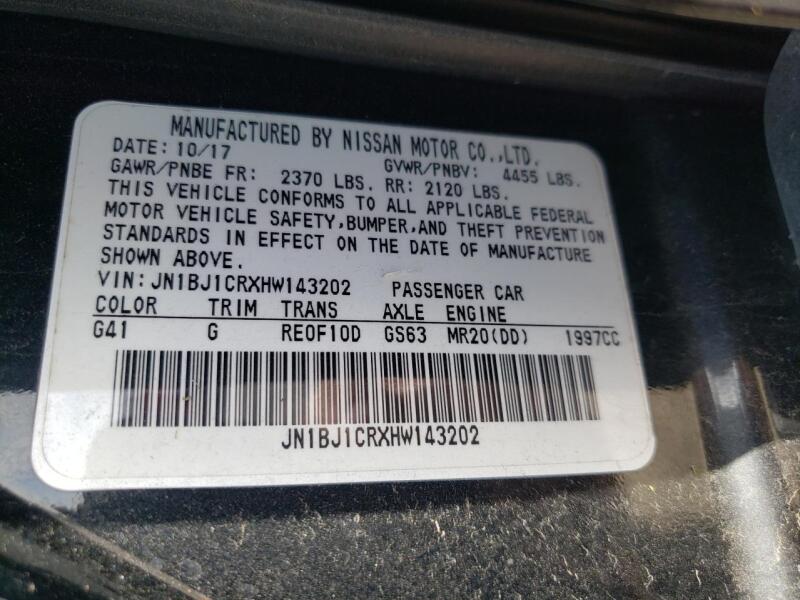 MANUFACTURED BY NISSAN MOTOR CO.,LTD.
DATE: 10/17 GVWR/PNBV: 4455 LBS.
GAWR/PNBE FR: 2370 LBS. RR: 2120 LBS.
THIS VEHICLE CONFORMS TO ALL APPLICABLE FEDERAL
MOTOR VEHICLE SAFETY,BUMPER,AND THEFT PREVENTION
STANDARDS IN EFFECT ON THE DATE OF MANUFACTURE
SHOWN ABOVE.
VIN:JN1BJ1CRXHW143202 PASSENGER CAR
COLOR TRIM TRANS AXLE ENGINE
G41 G RE0F10D GS63 MR20(DD) 1997CC
JN1BJ1CRXHW143202